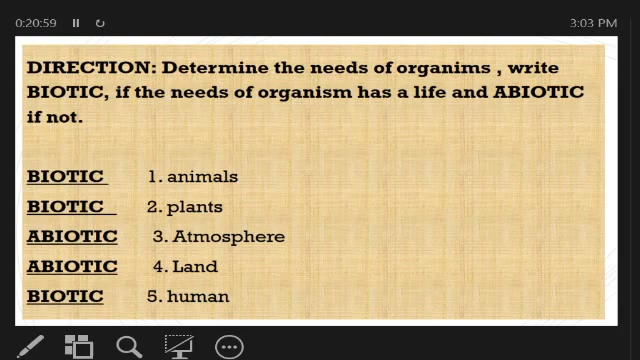 0:20:59
3:03 PM
DIRECTION: Determine the needs of organims , write
BIOTIC, if the needs of organism has a life and ABIOTIC
if not.
BIOTIC 1. animals
BIOTIC 2. plants
ABIOTIC 3. Atmosphere
ABIOTIC 4. Land
BIOTIC 5. human